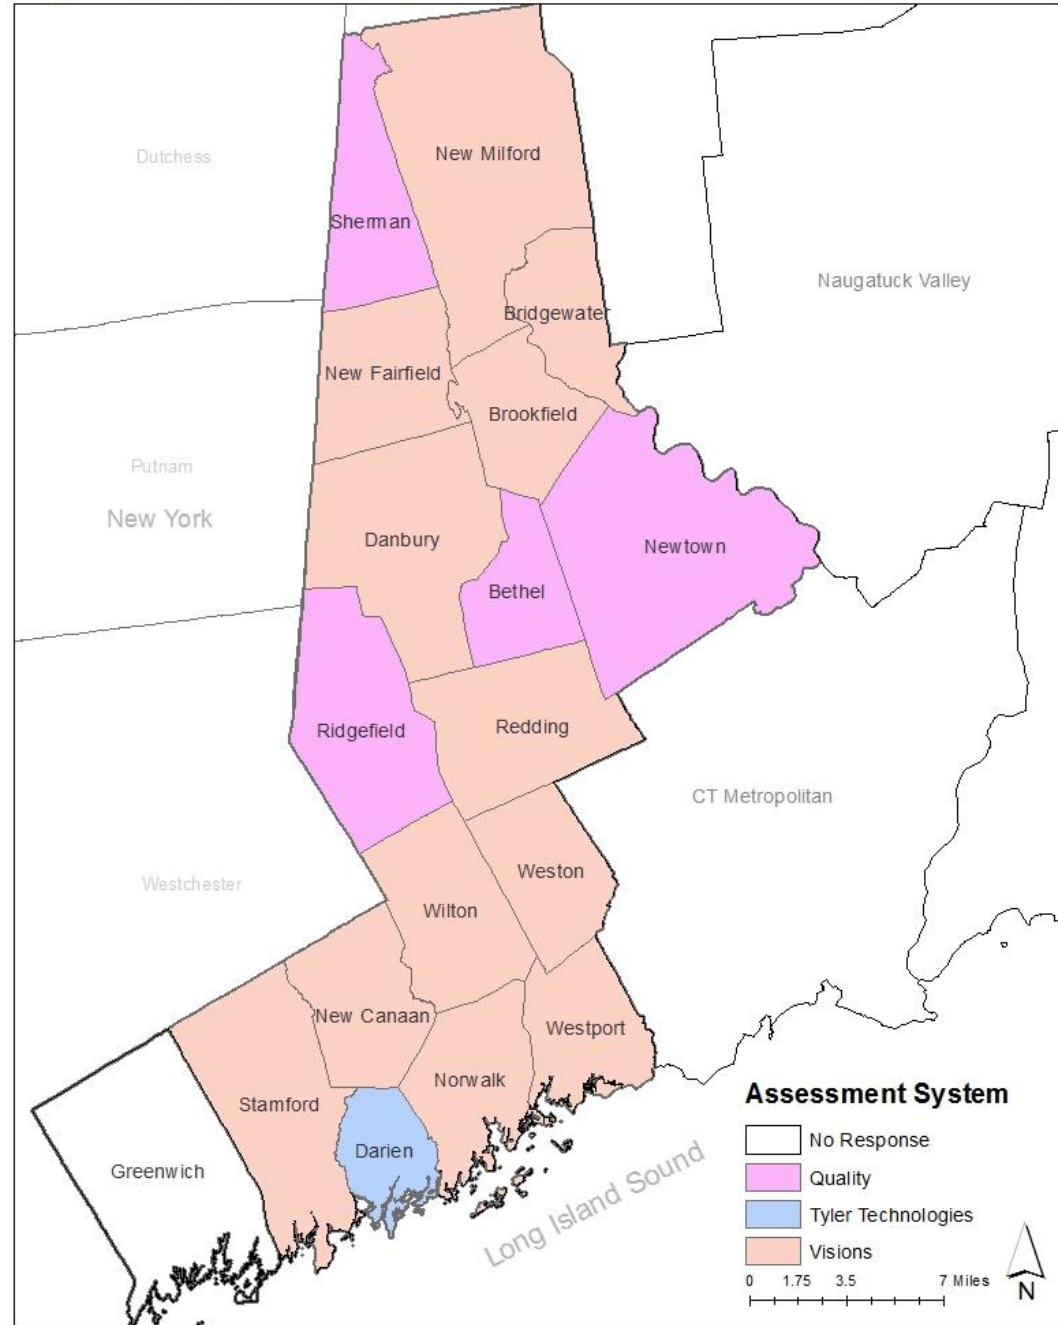 New Milford
Dutchess
Sherman
Naugatuck Valley
Bridgewater
New Fairfield
Brookfield
Putnam
New York
Danbury
Newtown
Bethel
Ridgefield
Redding
CT Metropolitan
Weston
Westchester
Wilton
New Canaan
Westport
Norwalk
Stamford
Darien
Greenwich
Long Island Sound
Assessment System
No Response
Quality
Tyler Technologies
Visions
0 1.75 3.5 7 Miles
N